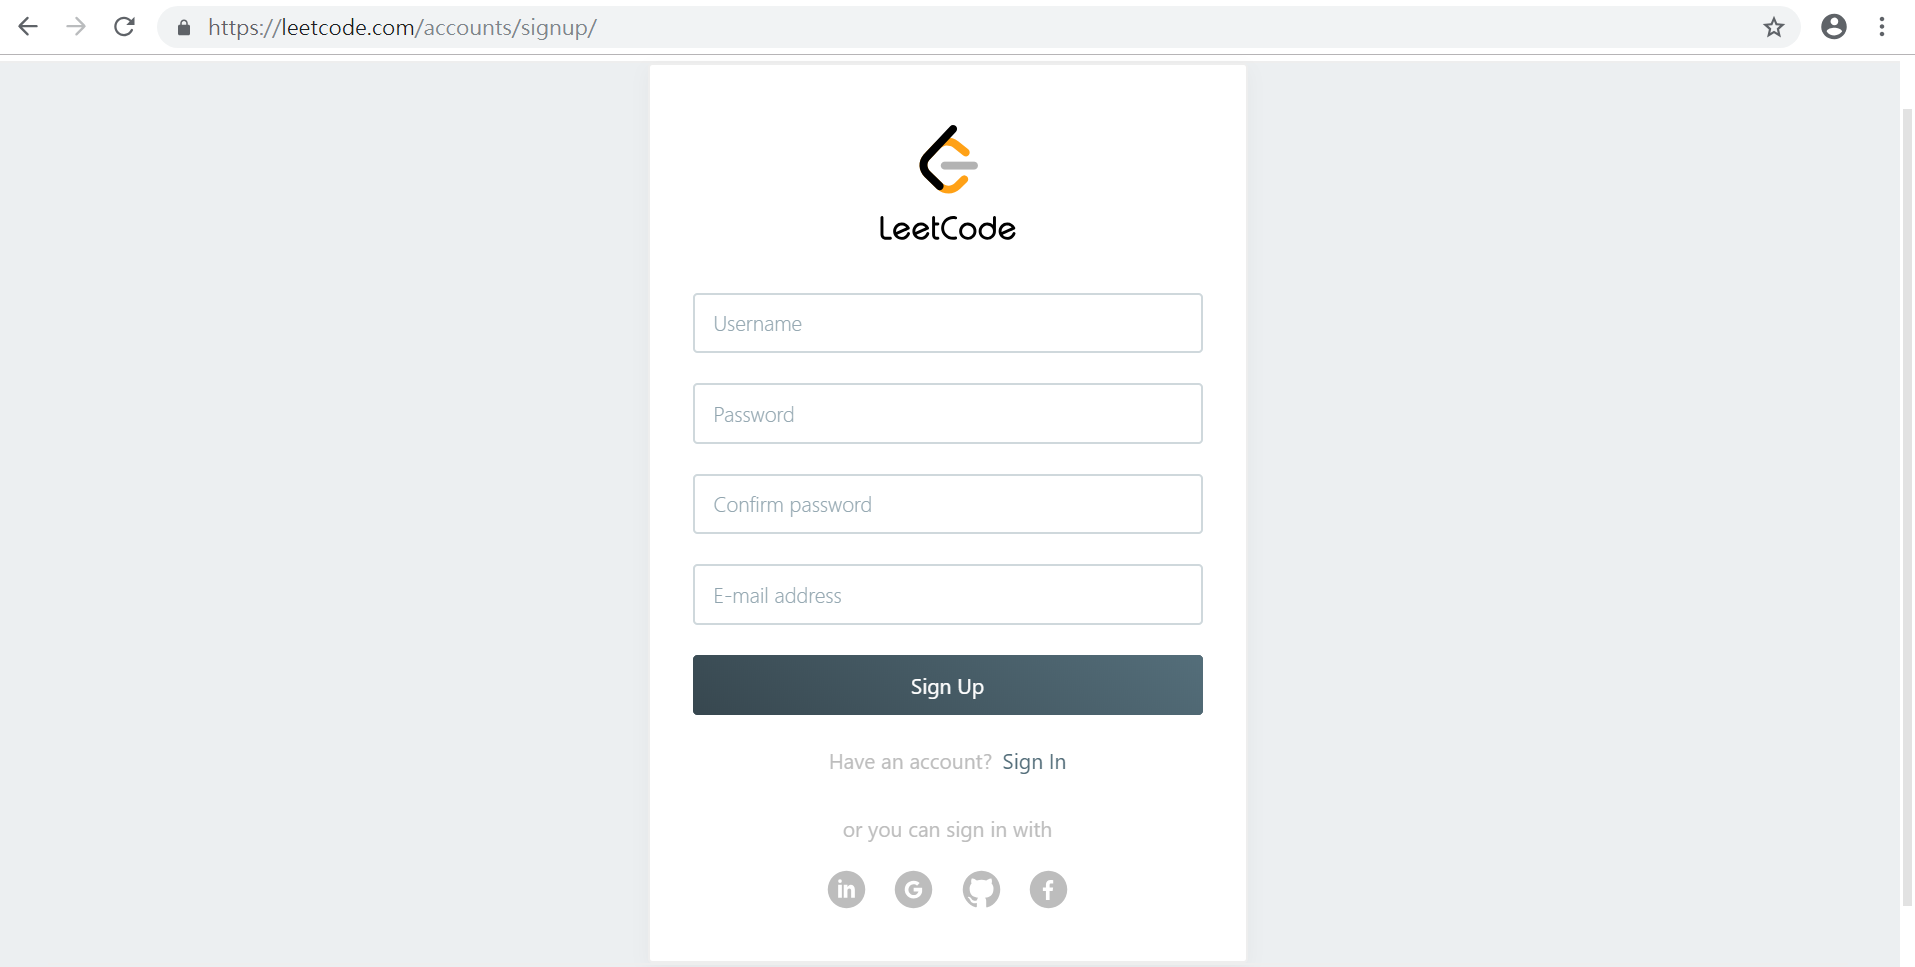 https://leetcode.com/accounts/signup/
LeetCode
Username
Password
Confirm password
E-mail address
Sign Up
Have an account? Sign In
or you can sign in with
in G f